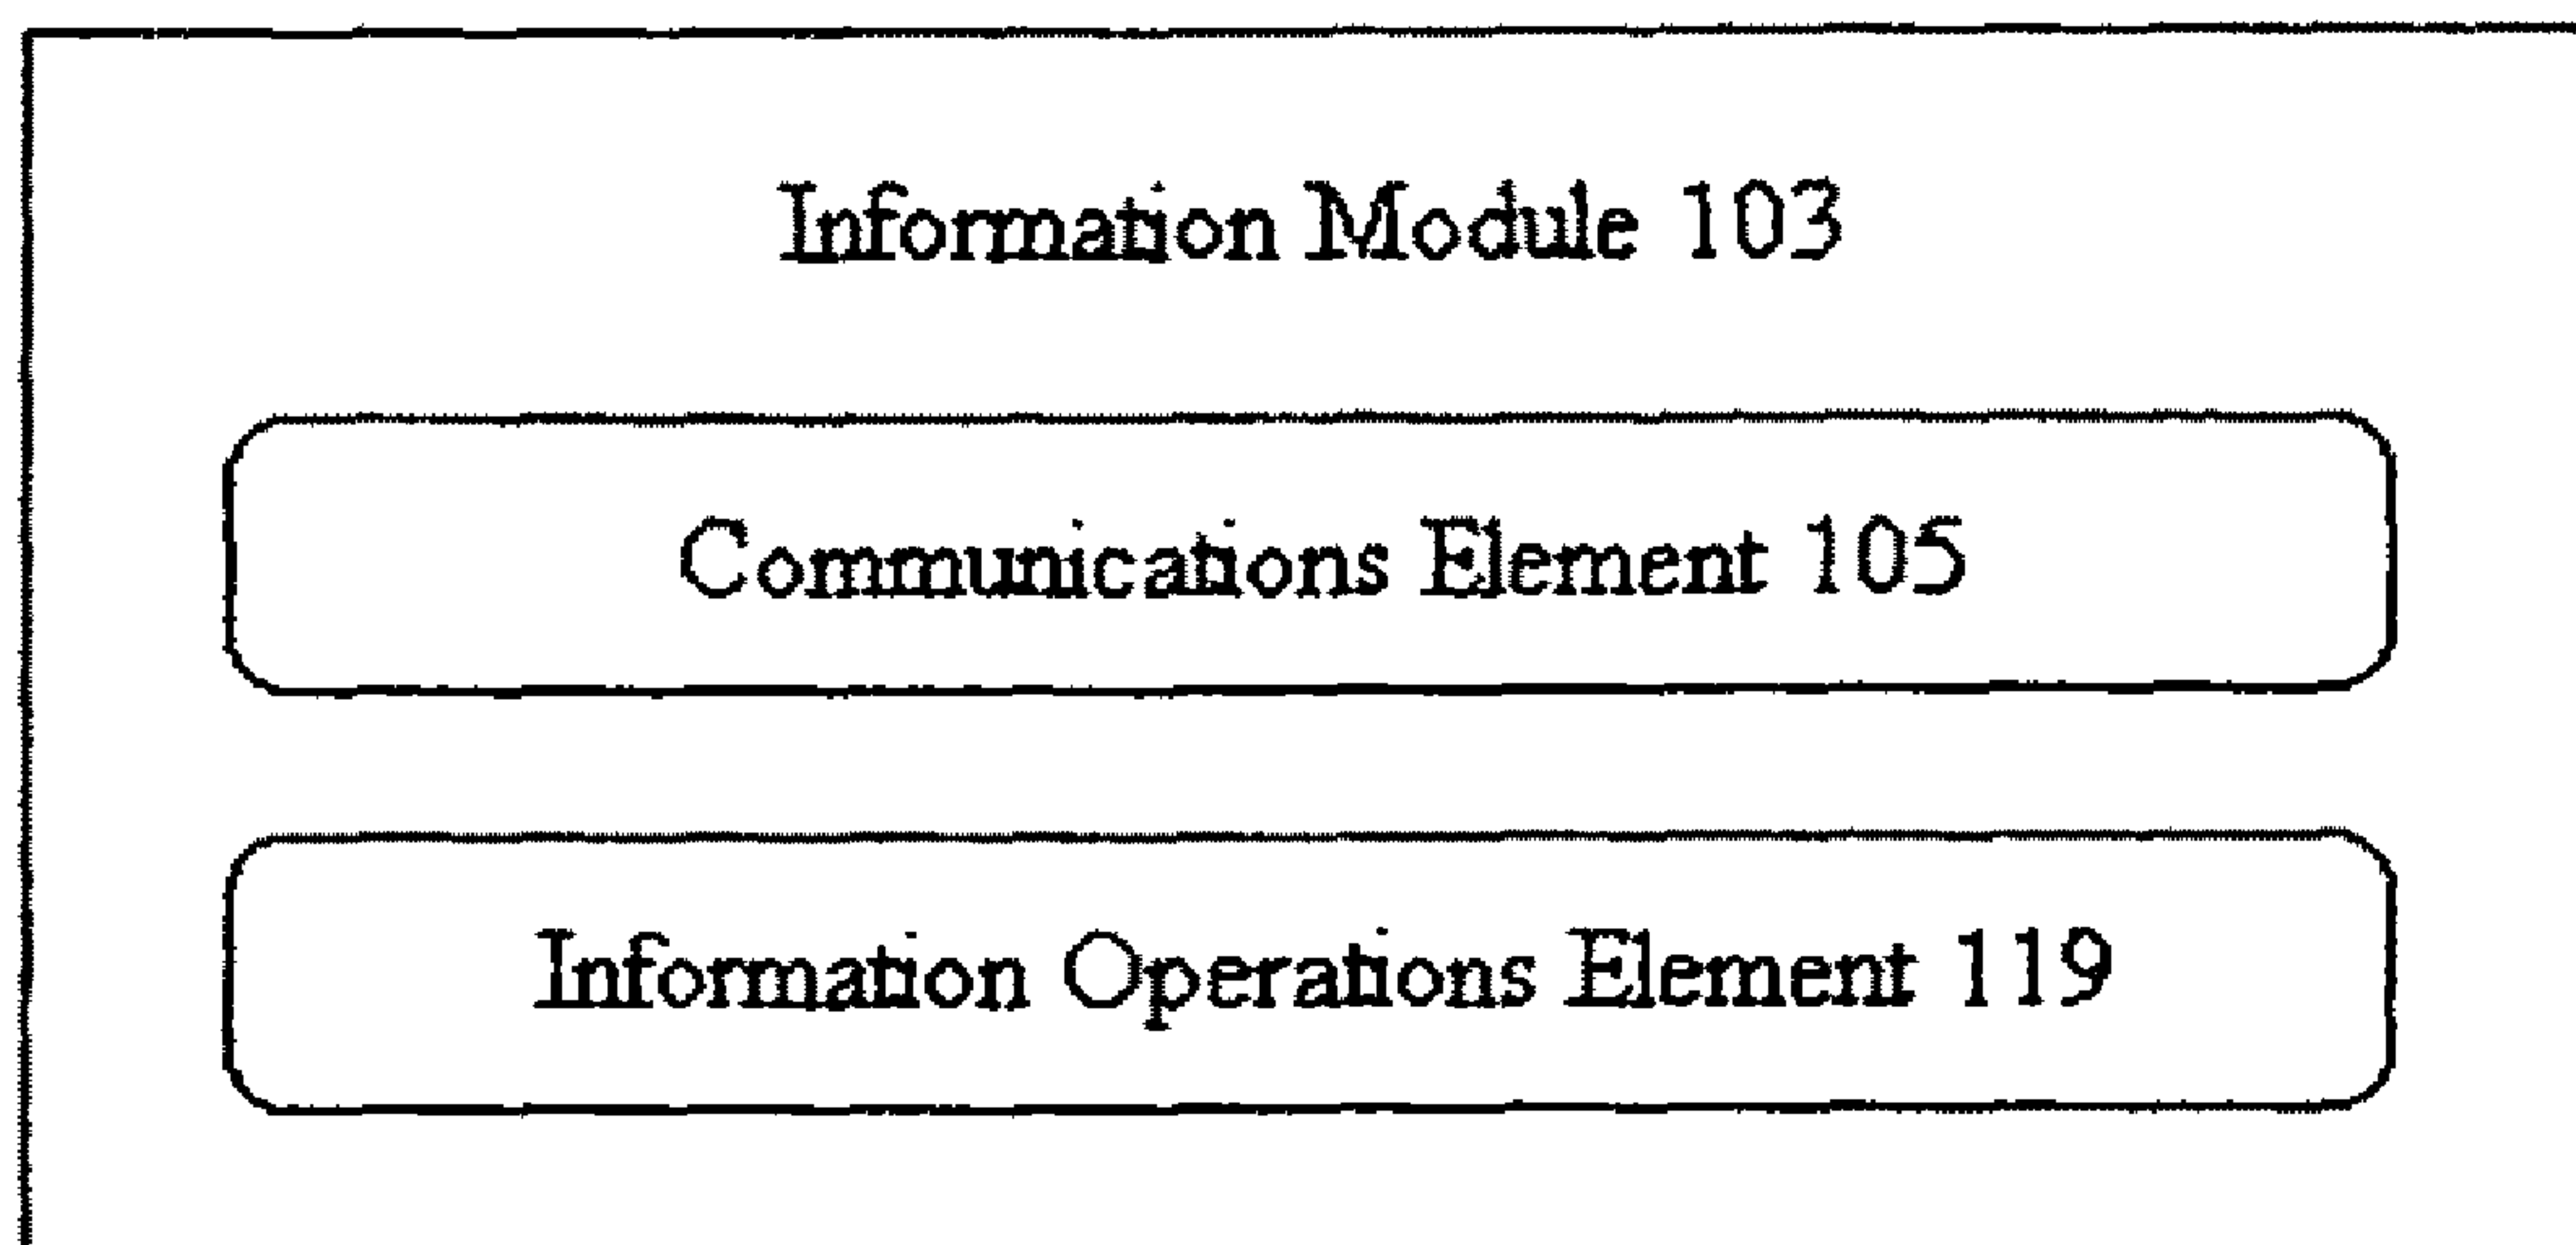 Information Module 103
Communications Element 105
Information Operations Element 119